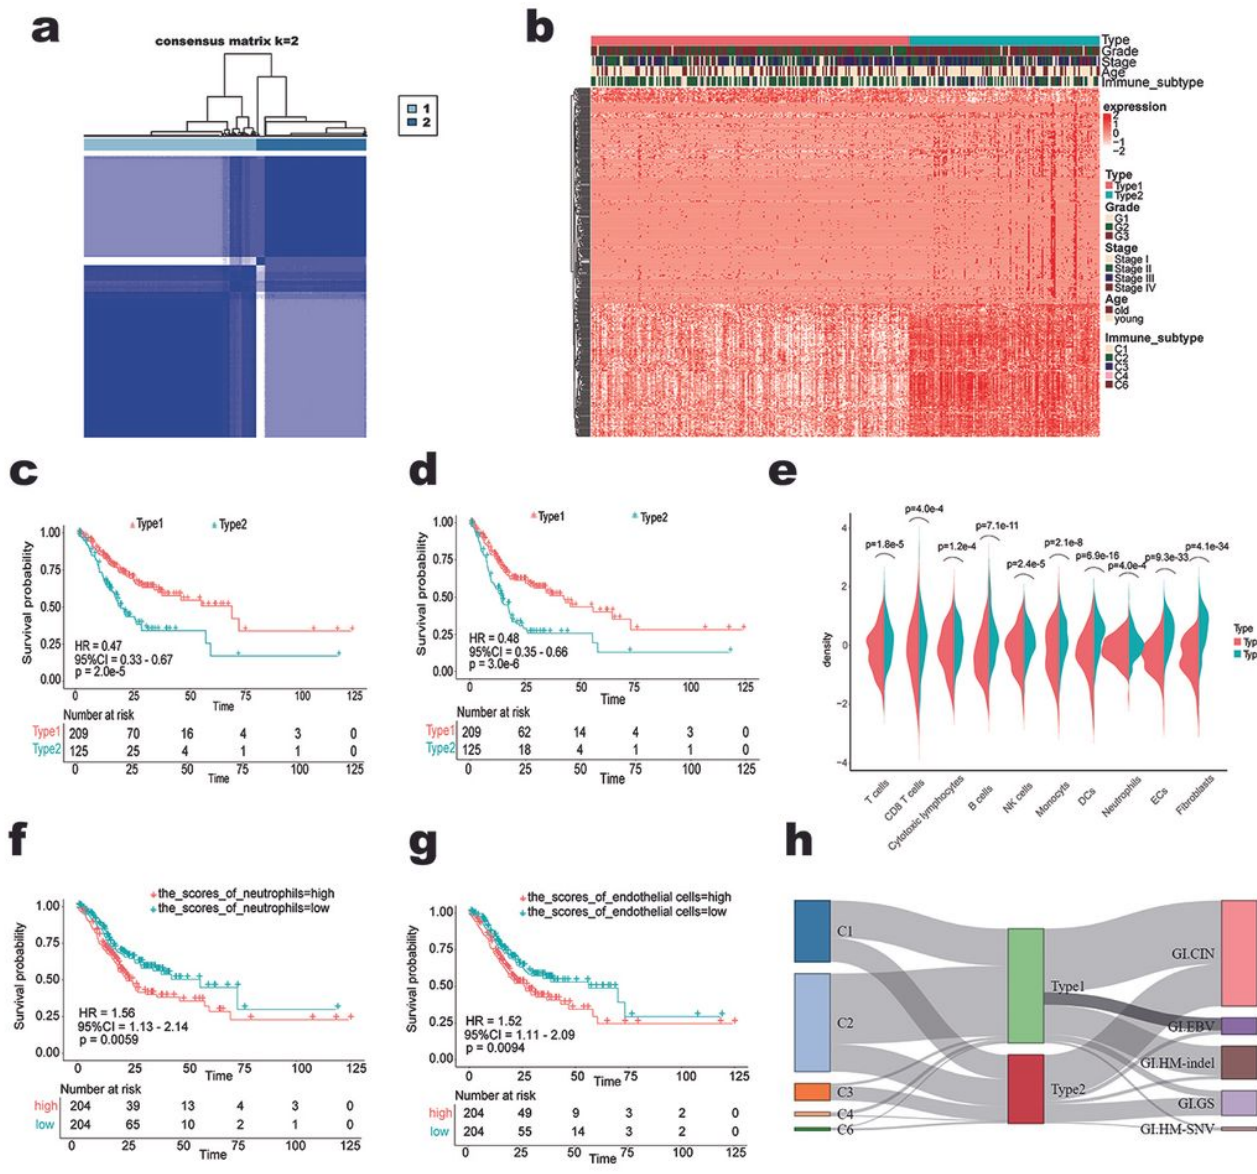 a
consensus matrix k=2
1
2
b
Type
Grade
Stage
Age
Immune_subtype
expression
2
1
0
−1
−2
Type
Type1
Type2
Grade
G1
G2
G3
Stage
Stage I
Stage II
Stage III
Stage IV
Age
old
young
Immune_subtype
C1
C2
C3
C4
C6
c
Type1 Type2
Survival probability
1.00
0.75
0.50
0.25
0.00
HR = 0.47
95%CI = 0.33 - 0.67
p = 2.0e-5
0 25 50 75 100 125
Time
Number at risk
Type1 209 70 16 4 3 0
Type2 125 25 4 1 1 0
0 25 50 75 100 125
Time
d
Type1 Type2
Survival probability
1.00
0.75
0.50
0.25
0.00
HR = 0.48
95%CI = 0.35 - 0.66
p = 3.0e-6
0 25 50 75 100 125
Time
Number at risk
Type1 209 62 14 4 3 0
Type2 125 18 4 1 1 0
0 25 50 75 100 125
Time
e
p=1.8e-5 p=4.0e-4 p=1.2e-4 p=7.1e-11 p=2.4e-5 p=2.1e-8 p=6.9e-16 p=4.0e-4 p=9.3e-33 p=4.1e-34
density
4
2
0
−2
−4
Type
Typ
Typ
T cells
CD8 T cells
Cytotoxic lymphocytes
B cells
NK cells
Monocyts
DCs
Neutrophils
ECs
Fibroblasts
f
the_scores_of_neutrophils=high
the_scores_of_neutrophils=low
Survival probability
1.00
0.75
0.50
0.25
0.00
HR = 1.56
95%CI = 1.13 - 2.14
p = 0.0059
0 25 50 75 100 125
Time
Number at risk
high 204 39 13 4 3 0
low 204 65 10 2 1 0
0 25 50 75 100 125
Time
g
the_scores_of_endothelial cells=high
the_scores_of_endothelial cells=low
Survival probability
1.00
0.75
0.50
0.25
0.00
HR = 1.52
95%CI = 1.11 - 2.09
p = 0.0094
0 25 50 75 100 125
Time
Number at risk
high 204 49 9 3 2 0
low 204 55 14 3 2 0
0 25 50 75 100 125
Time
h
C1
C2
C3
C4
C6
Type1
Type2
GI.CIN
GI.EBV
GI.HM-indel
GI.GS
GI.HM-SNV